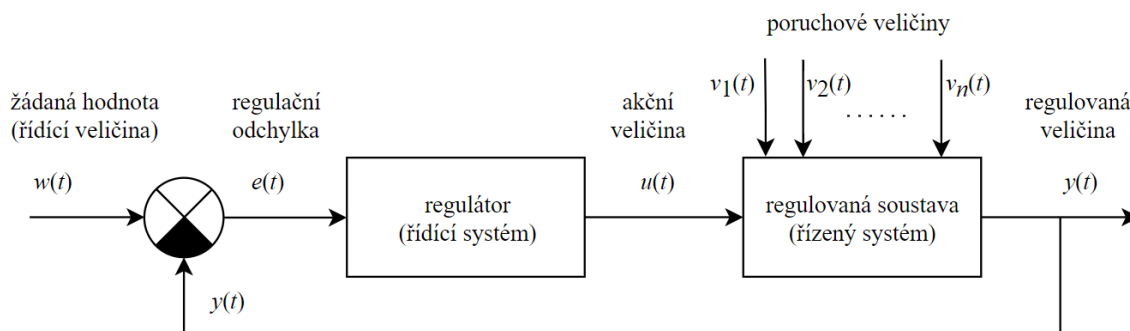 poruchové veličiny
v1(t)
v2(t)
......
vn(t)
žádaná hodnota
(řídící veličina)
regulační
odchylka
akční
veličina
regulovaná
veličina
w(t)
e(t)
u(t)
y(t)
regulátor
(řídící systém)
regulovaná soustava
(řízený systém)
y(t)